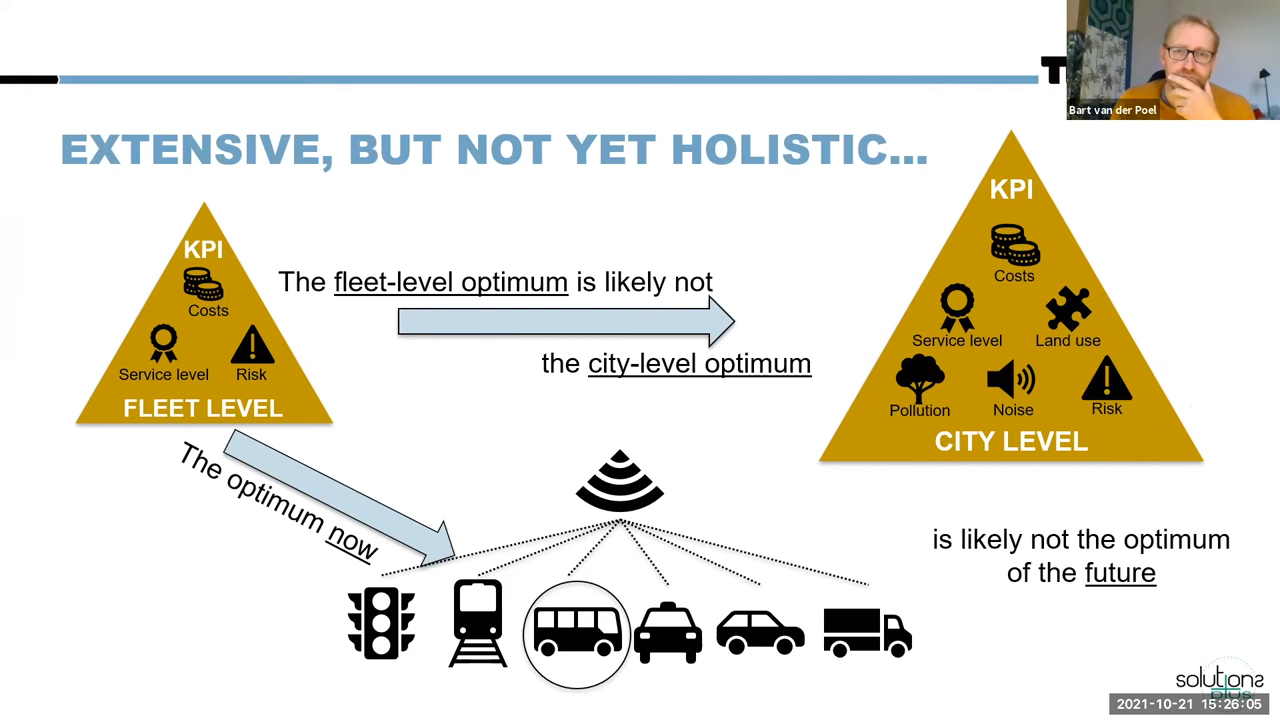 Bart van der Poel
EXTENSIVE, BUT NOT YET HOLISTIC...
KPI
Costs
Service level
Risk
FLEET LEVEL
The fleet-level optimum is likely not
the city-level optimum
KPI
Costs
Service level
Land use
Pollution
Noise
Risk
CITY LEVEL
The optimum now
is likely not the optimum
of the future
solutions
plus
2021-10-21 15:26:05